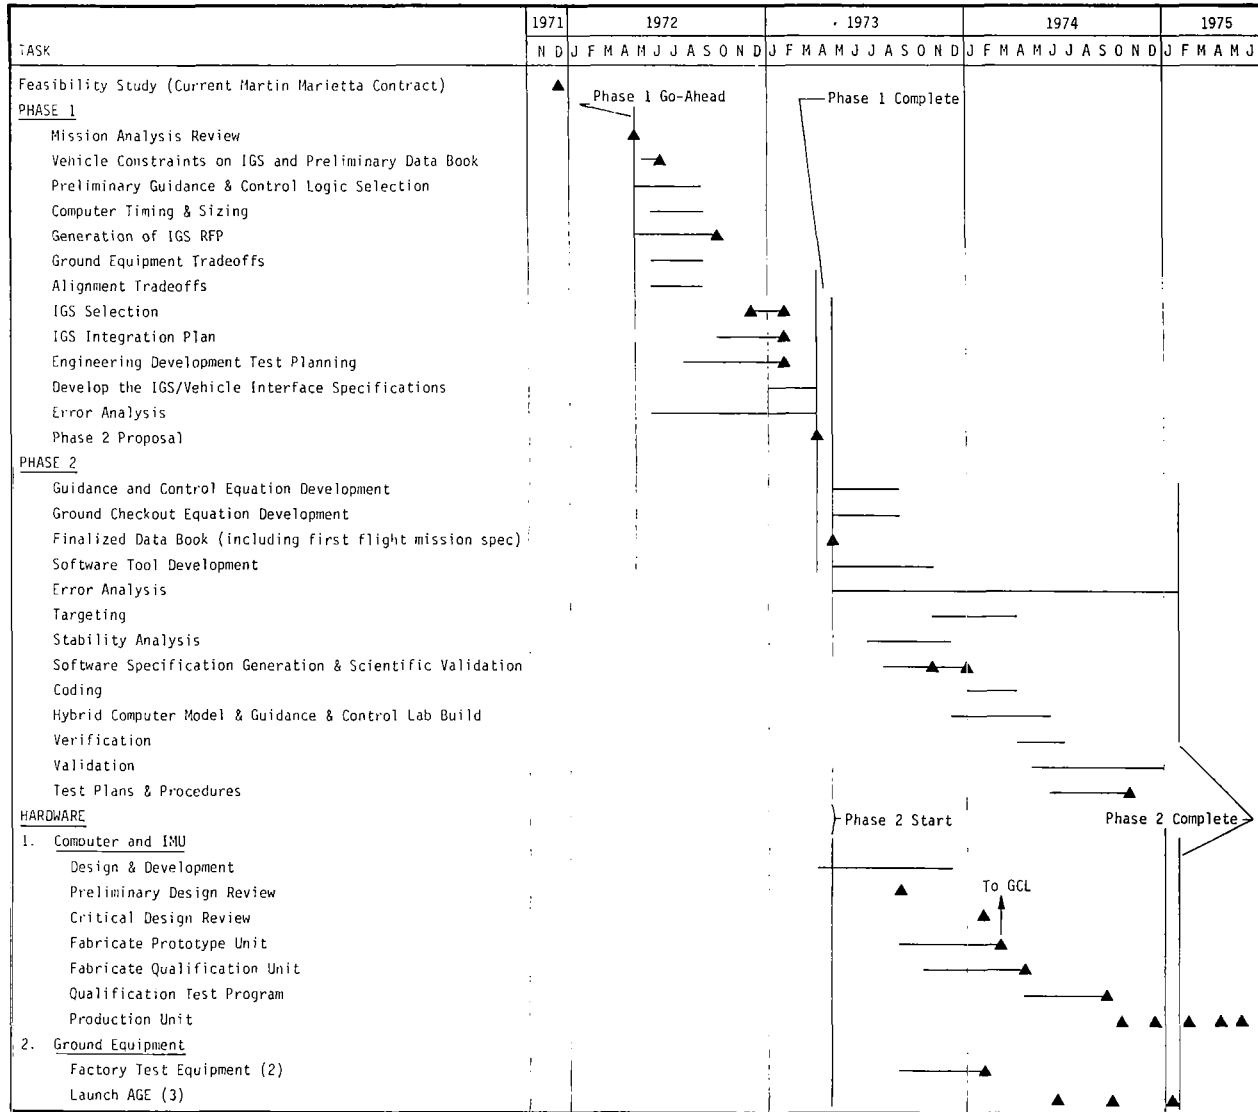 1971 1972 1973 1974 1975
TASK N D J F M A M J J A S O N D J F M A M J J A S O N D J F M A M J J A S O N D J F M A M J
Feasibility Study (Current Martin Marietta Contract)
Phase 1 Go-Ahead Phase 1 Complete
PHASE 1
Mission Analysis Review
Vehicle Constraints on IGS and Preliminary Data Book
Preliminary Guidance & Control Logic Selection
Computer Timing & Sizing
Generation of IGS RFP
Ground Equipment Tradeoffs
Alignment Tradeoffs
IGS Selection
IGS Integration Plan
Engineering Development Test Planning
Develop the IGS/Vehicle Interface Specifications
Error Analysis
Phase 2 Proposal
PHASE 2
Guidance and Control Equation Development
Ground Checkout Equation Development
Finalized Data Book (including first flight mission spec)
Software Tool Development
Error Analysis
Targeting
Stability Analysis
Software Specification Generation & Scientific Validation
Coding
Hybrid Computer Model & Guidance & Control Lab Build
Verification
Validation
Test Plans & Procedures
HARDWARE
Phase 2 Start Phase 2 Complete
1. Computer and IMU
Design & Development
Preliminary Design Review To GCL
Critical Design Review
Fabricate Prototype Unit
Fabricate Qualification Unit
Qualification Test Program
Production Unit
2. Ground Equipment
Factory Test Equipment (2)
Launch AGE (3)